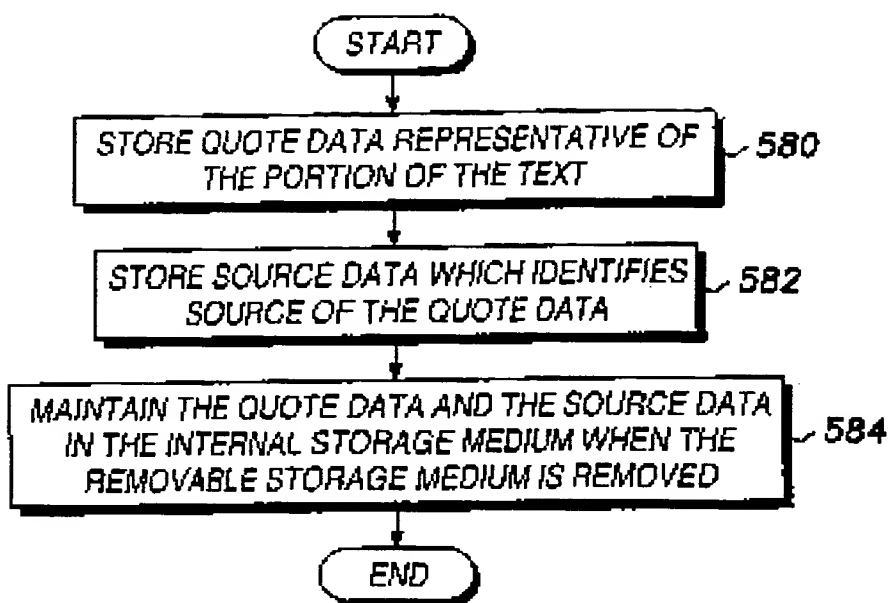 START
STORE QUOTE DATA REPRESENTATIVE OF
THE PORTION OF THE TEXT
580
STORE SOURCE DATA WHICH IDENTIFIES
SOURCE OF THE QUOTE DATA
582
MAINTAIN THE QUOTE DATA AND THE SOURCE DATA
IN THE INTERNAL STORAGE MEDIUM WHEN THE
REMOVABLE STORAGE MEDIUM IS REMOVED
584
END